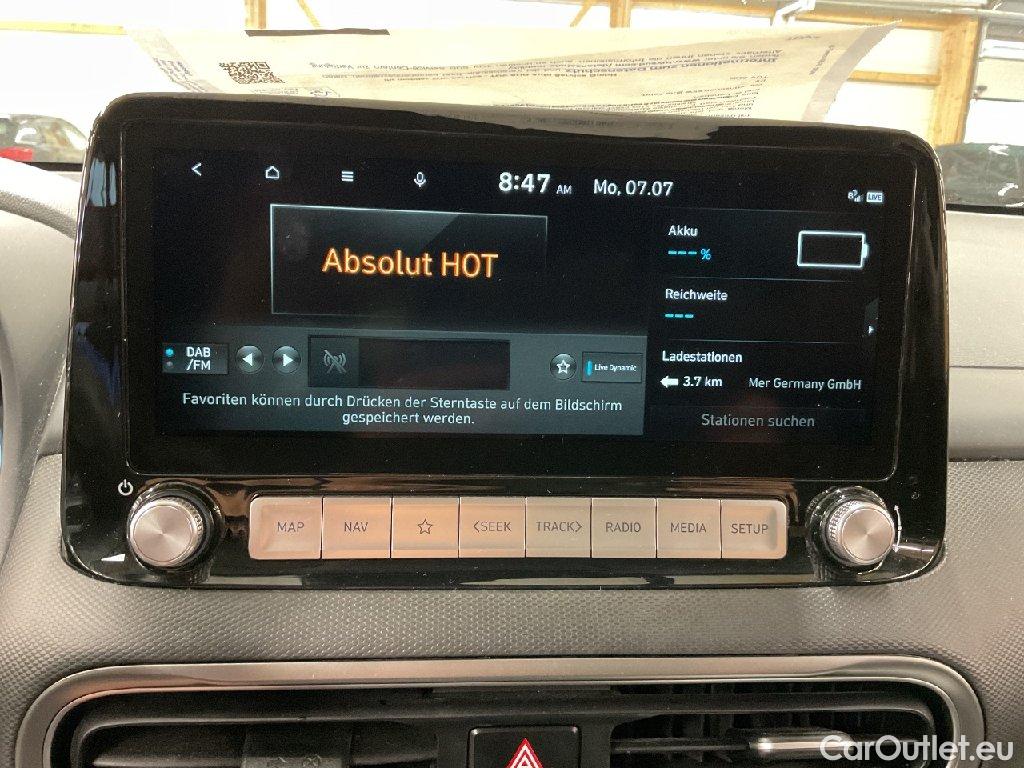 8:47 AM Mo, 07.07
LIVE
Absolut HOT
Akku
---%
Reichweite
---
Ladestationen
3.7 km Mer Germany GmbH
Stationen suchen
DAB
/FM
Live Dynamic
Favoriten können durch Drücken der Sterntaste auf dem Bildschirm
gespeichert werden.
MAP NAV <SEEK TRACK> RADIO MEDIA SETUP
CarOutlet.eu